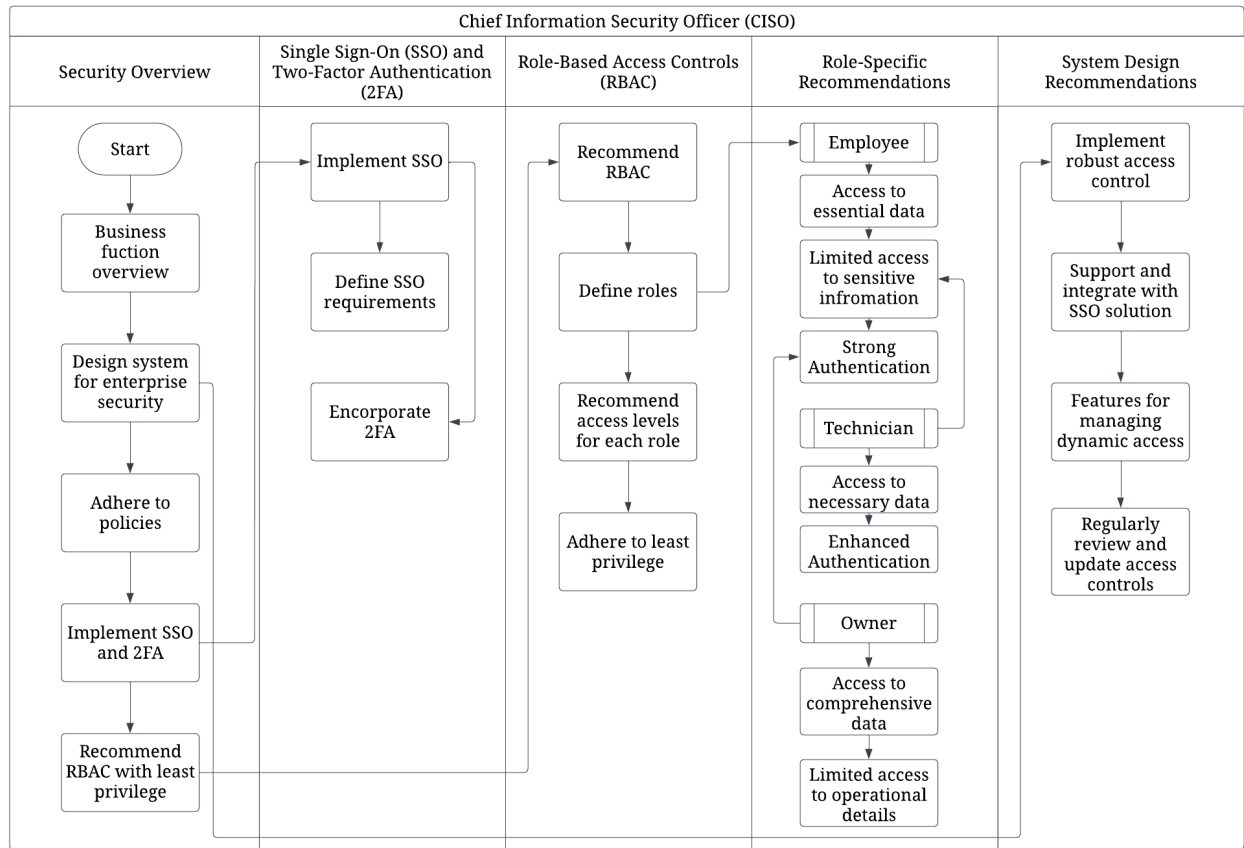 Chief Information Security Officer (CISO)
Security Overview
Single Sign-On (SSO) and
Two-Factor Authentication
(2FA)
Role-Based Access Controls
(RBAC)
Role-Specific
Recommendations
System Design
Recommendations
Start
Business
fuction
overview
Design system
for enterprise
security
Adhere to
policies
Implement SSO
and 2FA
Recommend
RBAC with least
privilege
Implement SSO
Define SSO
requirements
Encorporate
2FA
Recommend
RBAC
Define roles
Recommend
access levels
for each role
Adhere to least
privilege
Employee
Access to
essential data
Limited access
to sensitive
infromation
Strong
Authentication
Technician
Access to
necessary data
Enhanced
Authentication
Owner
Access to
comprehensive
data
Limited access
to operational
details
Implement
robust access
control
Support and
integrate with
SSO solution
Features for
managing
dynamic access
Regularly
review and
update access
controls